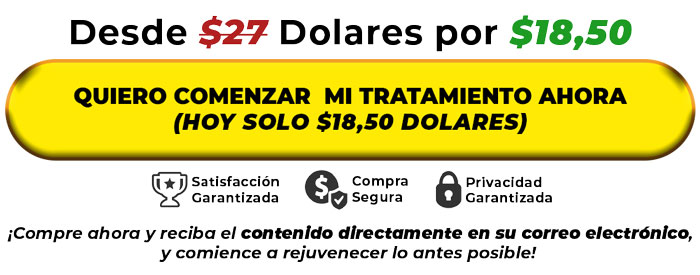 Desde $27 Dolares por $18,50
QUIERO COMENZAR MI TRATAMIENTO AHORA
(HOY SOLO $18,50 DOLARES)
Satisfacción Garantizada
Compra Segura
Privacidad Garantizada
¡Compre ahora y reciba el contenido directamente en su correo electrónico,
y comience a rejuvenecer lo antes posible!